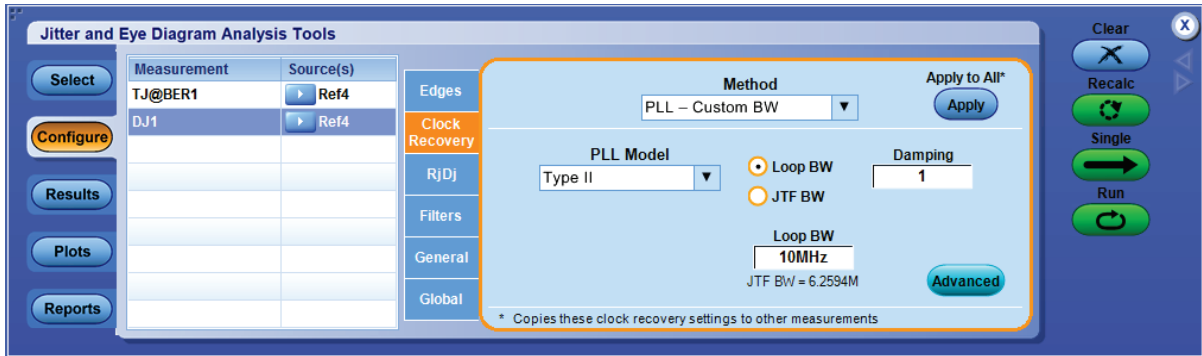 Jitter and Eye Diagram Analysis Tools
Select
Configure
Results
Plots
Reports
Measurement Source(s)
TJ@BER1 Ref4
DJ1 Ref4
Edges
Clock
Recovery
RjDj
Filters
General
Global
Method
PLL – Custom BW
Apply to All*
Apply
PLL Model
Type II
Loop BW
JTF BW
Damping
1
Loop BW
10MHz
JTF BW = 6.2594M
Advanced
* Copies these clock recovery settings to other measurements
Clear
Recalc
Single
Run
X